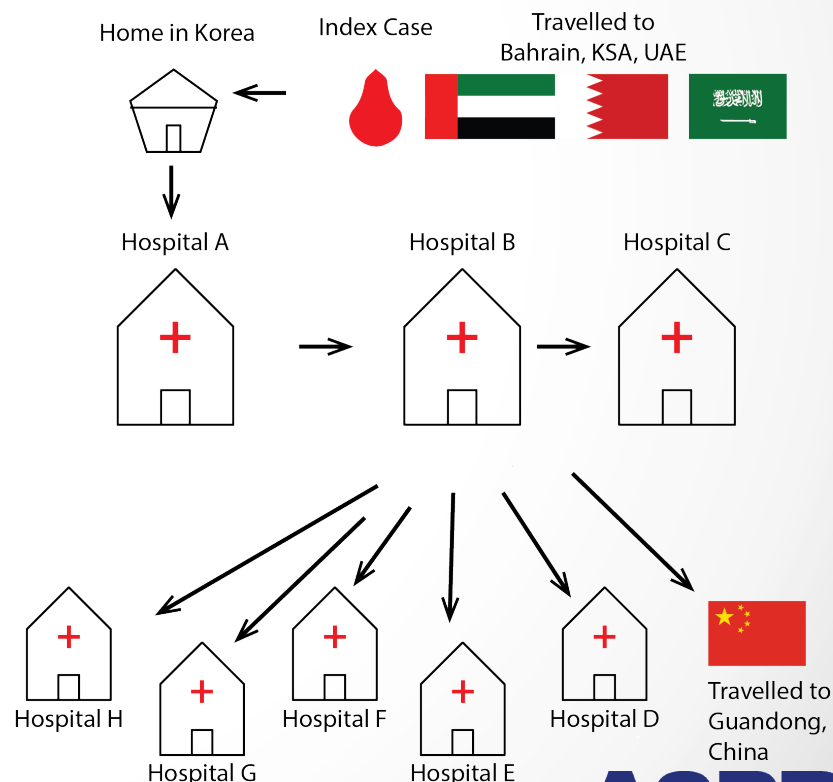 Home in Korea
Index Case
Travelled to
Bahrain, KSA, UAE
Hospital A
Hospital B
Hospital C
Hospital H
Hospital G
Hospital F
Hospital E
Hospital D
Travelled to
Guandong,
China